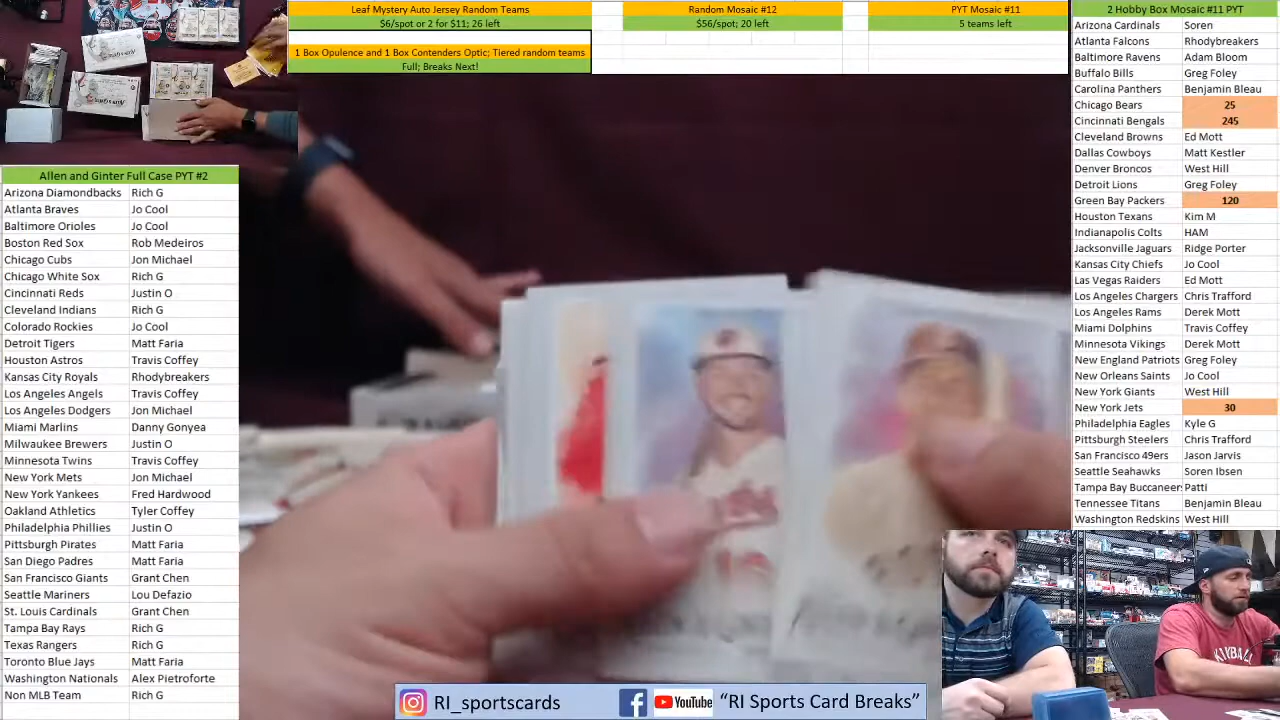 Leaf Mystery Auto Jersey Random Teams
$6/spot or 2 for $11; 26 left
1 Box Opulence and 1 Box Contenders Optic; Tiered random teams
Full; Breaks Next!
Random Mosaic #12
$56/spot; 20 left
PYT Mosaic #11
5 teams left
2 Hobby Box Mosaic #11 PYT
Arizona Cardinals Soren
Atlanta Falcons Rhodybreakers
Baltimore Ravens Adam Bloom
Buffalo Bills Greg Foley
Carolina Panthers Benjamin Bleau
Chicago Bears 25
Cincinnati Bengals 245
Cleveland Browns Ed Mott
Dallas Cowboys Matt Kestler
Denver Broncos West Hill
Detroit Lions Greg Foley
Green Bay Packers 120
Houston Texans Kim M
Indianapolis Colts HAM
Jacksonville Jaguars Ridge Porter
Kansas City Chiefs Jo Cool
Las Vegas Raiders Ed Mott
Los Angeles Chargers Chris Trafford
Los Angeles Rams Derek Mott
Miami Dolphins Travis Coffey
Minnesota Vikings Derek Mott
New England Patriots Greg Foley
New Orleans Saints Jo Cool
New York Giants West Hill
New York Jets 30
Philadelphia Eagles Kyle G
Pittsburgh Steelers Chris Trafford
San Francisco 49ers Jason Jarvis
Seattle Seahawks Soren Ibsen
Tampa Bay Buccaneer Patti
Tennessee Titans Benjamin Bleau
Washington Redskins West Hill
Allen and Ginter Full Case PYT #2
Arizona Diamondbacks Rich G
Atlanta Braves Jo Cool
Baltimore Orioles Jo Cool
Boston Red Sox Rob Medeiros
Chicago Cubs Jon Michael
Chicago White Sox Rich G
Cincinnati Reds Justin O
Cleveland Indians Rich G
Colorado Rockies Jo Cool
Detroit Tigers Matt Faria
Houston Astros Travis Coffey
Kansas City Royals Rhodybreakers
Los Angeles Angels Travis Coffey
Los Angeles Dodgers Jon Michael
Miami Marlins Danny Gonyea
Milwaukee Brewers Justin O
Minnesota Twins Travis Coffey
New York Mets Jon Michael
New York Yankees Fred Hardwood
Oakland Athletics Tyler Coffey
Philadelphia Phillies Justin O
Pittsburgh Pirates Matt Faria
San Diego Padres Matt Faria
San Francisco Giants Grant Chen
Seattle Mariners Lou Defazio
St. Louis Cardinals Grant Chen
Tampa Bay Rays Rich G
Texas Rangers Rich G
Toronto Blue Jays Matt Faria
Washington Nationals Alex Pietroforte
Non MLB Team Rich G
RI_sportscards
YouTube
“RI Sports Card Breaks”